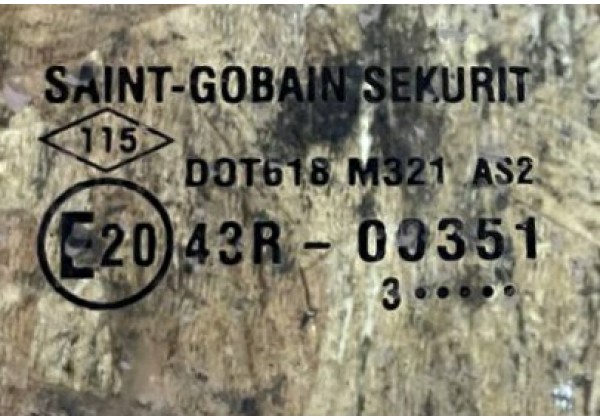 SAINT-GOBAIN SEKURIT
115
DOT618 M321 AS2
E20 43R - 00351
3.....